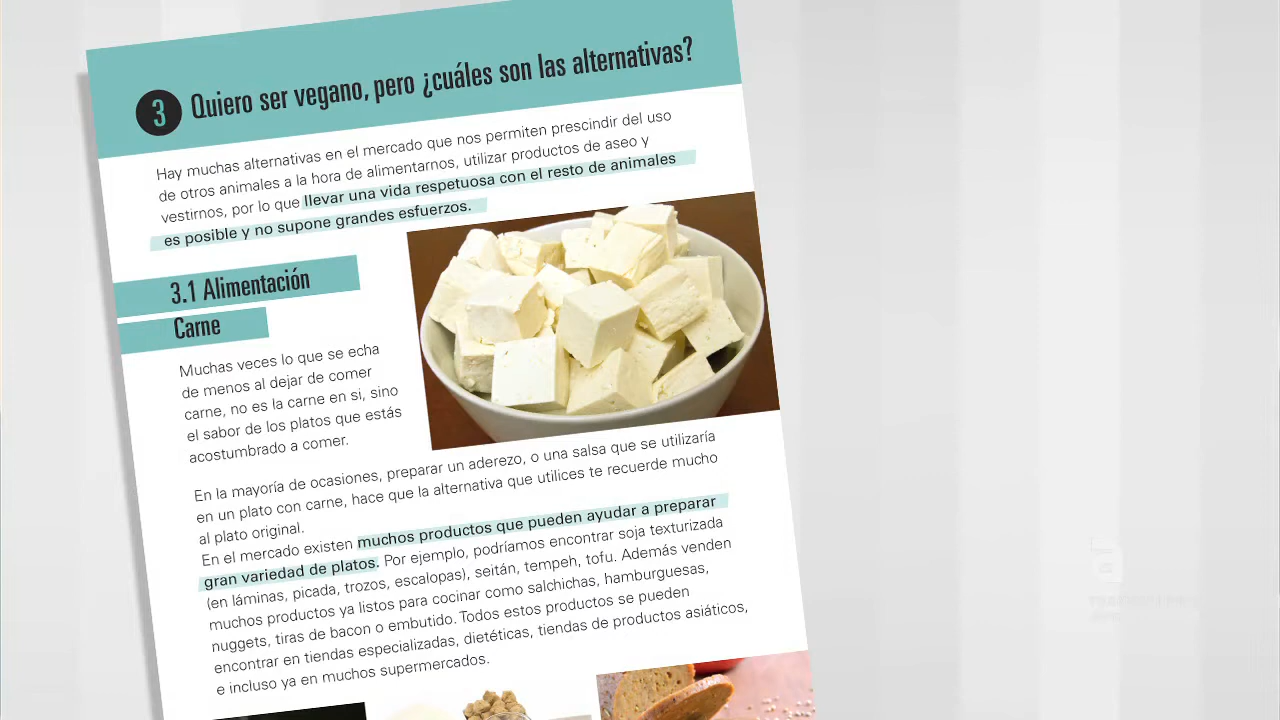 3 Quiero ser vegano, pero ¿cuáles son las alternativas?
Hay muchas alternativas en el mercado que nos permiten prescindir del uso
de otros animales a la hora de alimentarnos, utilizar productos de aseo y
vestirnos, por lo que llevar una vida respetuosa con el resto de animales
es posible y no supone grandes esfuerzos.
3.1 Alimentación
Carne
Muchas veces lo que se echa
de menos al dejar de comer
carne, no es la carne en si, sino
el sabor de los platos que estás
acostumbrado a comer.
En la mayoría de ocasiones, preparar un aderezo, o una salsa que se utilizaría
en un plato con carne, hace que la alternativa que utilices te recuerde mucho
al plato original.
En el mercado existen muchos productos que pueden ayudar a preparar
gran variedad de platos. Por ejemplo, podríamos encontrar soja texturizada
(en láminas, picada, trozos, escalopas), seitán, tempeh, tofu. Además venden
muchos productos ya listos para cocinar como salchichas, hamburguesas,
nuggets, tiras de bacon o embutido. Todos estos productos se pueden
encontrar en tiendas especializadas, dietéticas, tiendas de productos asiáticos,
e incluso ya en muchos supermercados.
a